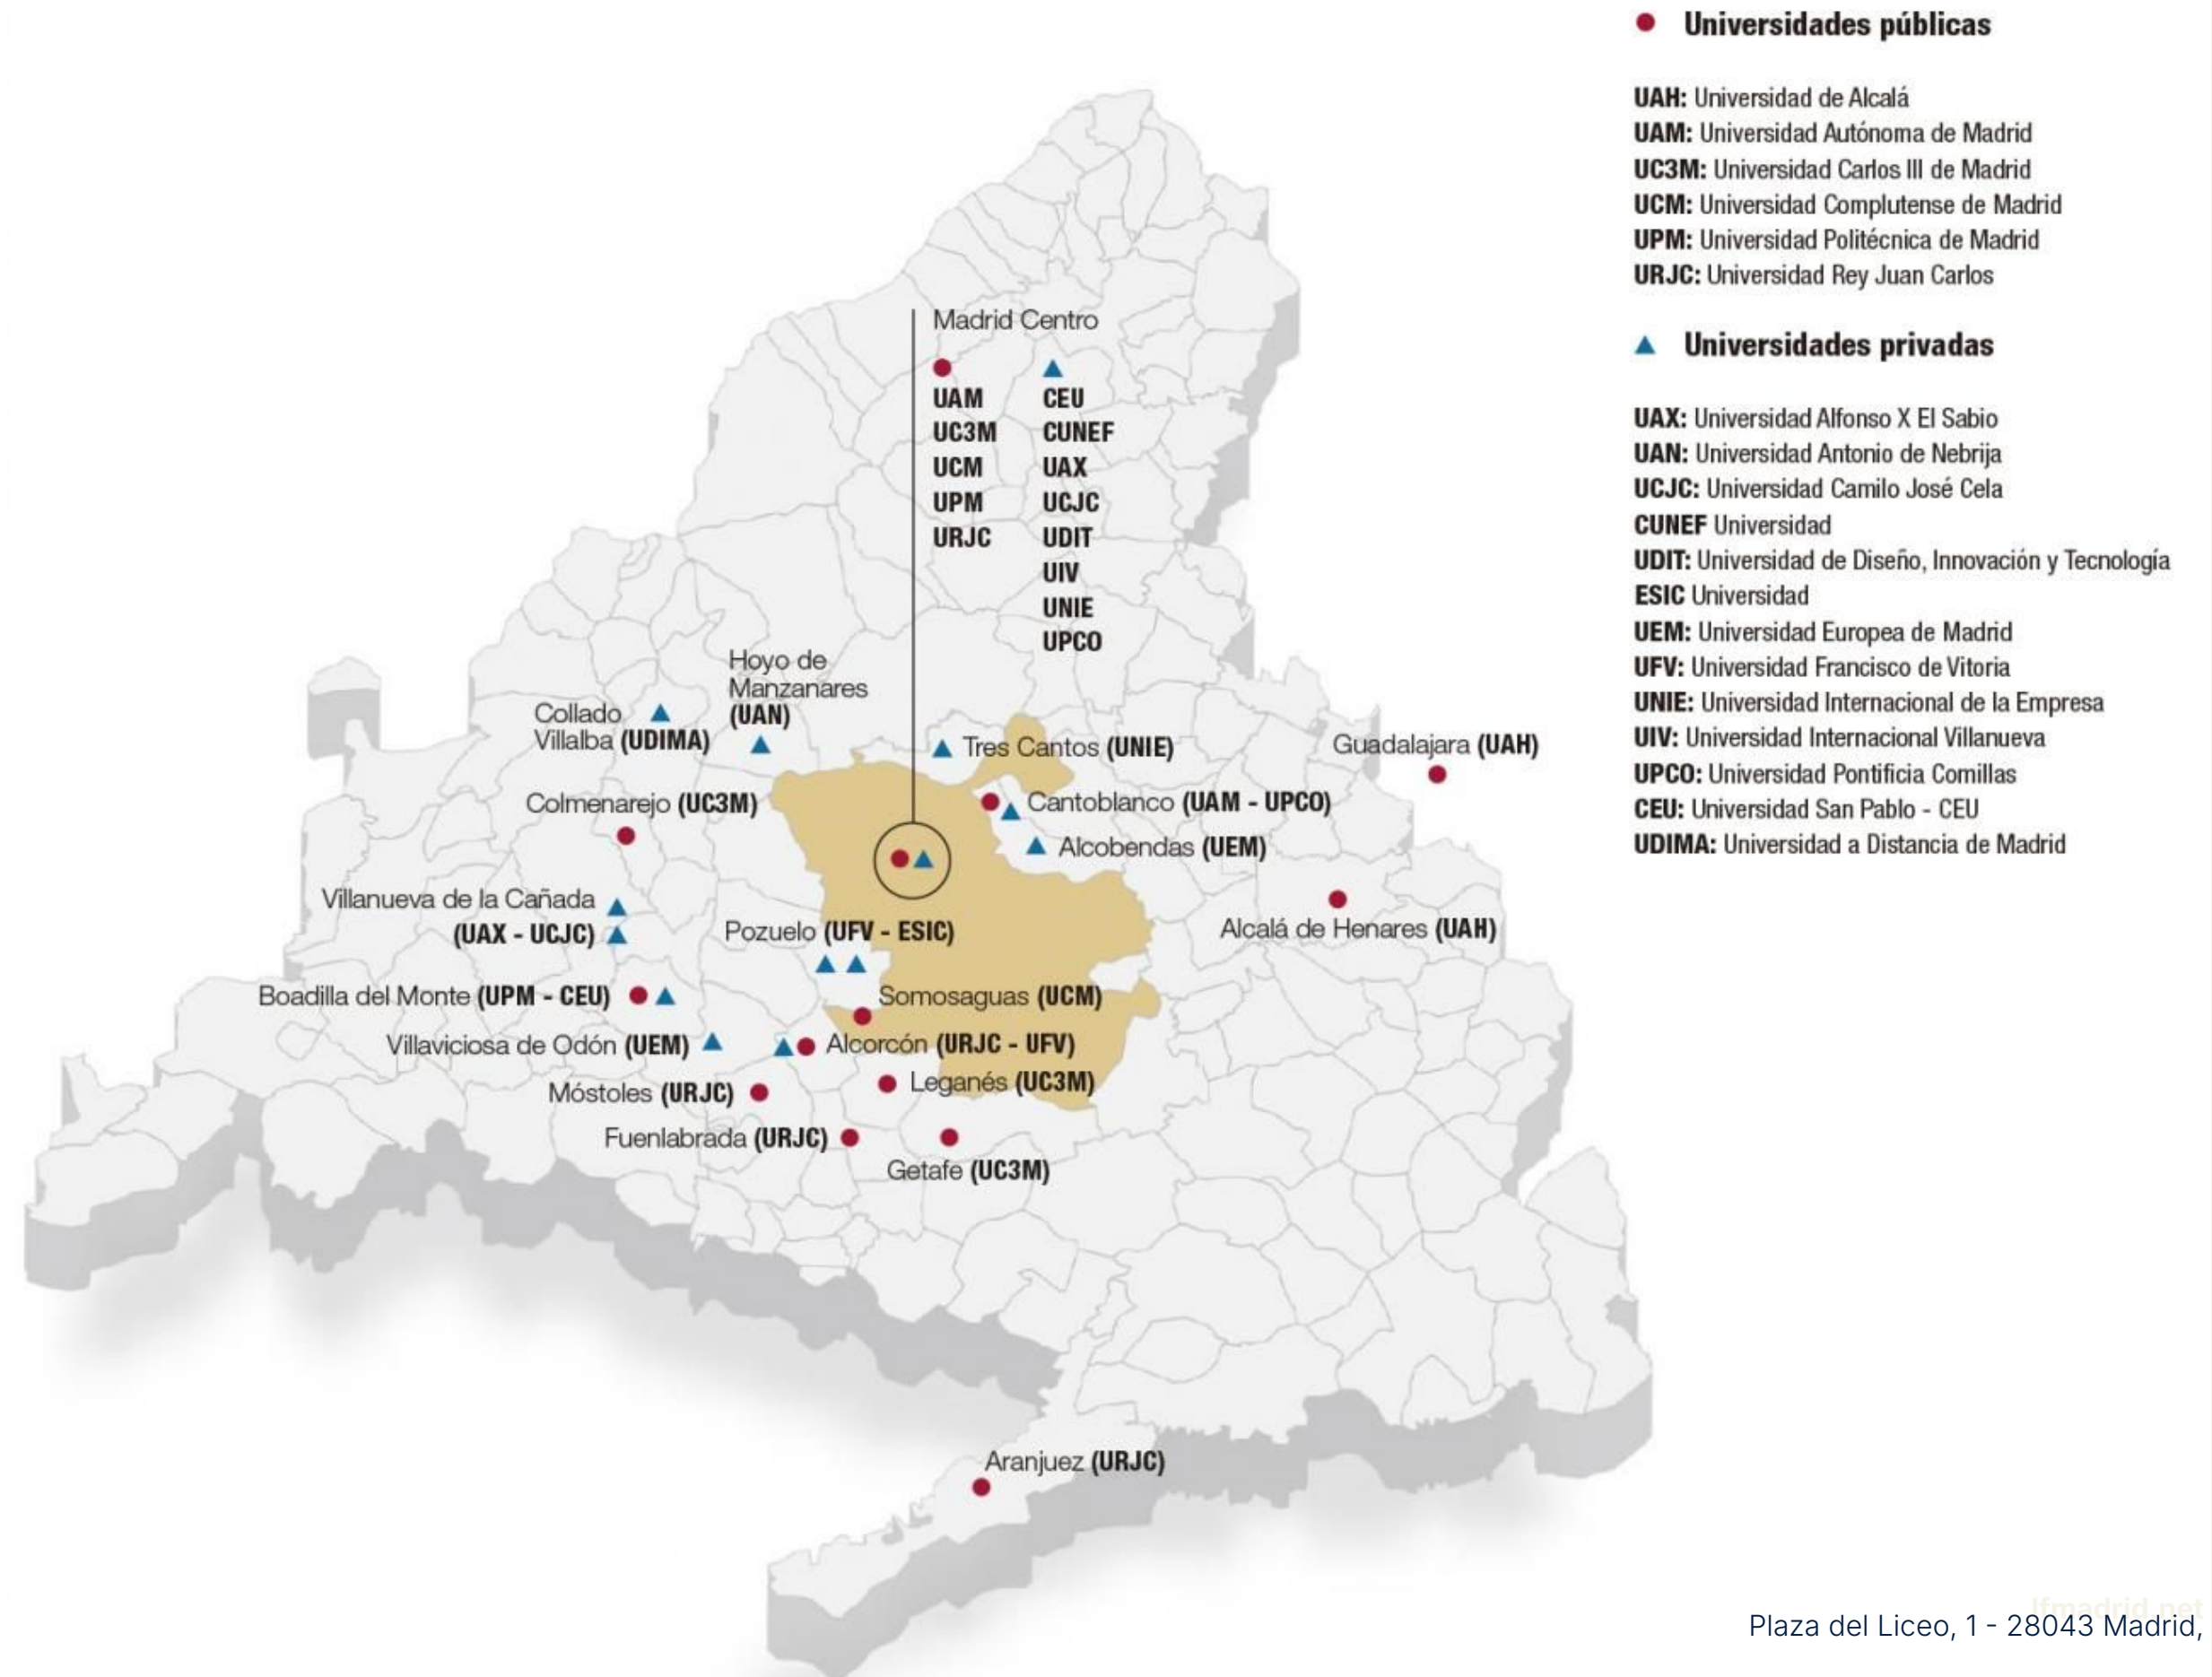 Universidades públicas
UAH: Universidad de Alcalá
UAM: Universidad Autónoma de Madrid
UC3M: Universidad Carlos III de Madrid
UCM: Universidad Complutense de Madrid
UPM: Universidad Politécnica de Madrid
URJC: Universidad Rey Juan Carlos
Universidades privadas
UAX: Universidad Alfonso X El Sabio
UAN: Universidad Antonio de Nebrija
UCJC: Universidad Camilo José Cela
CUNEF Universidad
UDIT: Universidad de Diseño, Innovación y Tecnología
ESIC Universidad
UEM: Universidad Europea de Madrid
UFV: Universidad Francisco de Vitoria
UNIE: Universidad Internacional de la Empresa
UIV: Universidad Internacional Villanueva
UPCO: Universidad Pontificia Comillas
CEU: Universidad San Pablo - CEU
UDIMA: Universidad a Distancia de Madrid
Madrid Centro
UAM
UC3M
UCM
UPM
URJC
CEU
CUNEF
UAX
UCJC
UDIT
UIV
UNIE
UPCO
Hoyo de
Manzanares
(UAN)
Collado
Villalba (UDIMA)
Tres Cantos (UNIE)
Guadalajara (UAH)
Colmenarejo (UC3M)
Cantoblanco (UAM - UPCO)
Alcobendas (UEM)
Villanueva de la Cañada
(UAX - UCJC)
Pozuelo (UFV - ESIC)
Alcalá de Henares (UAH)
Boadilla del Monte (UPM - CEU)
Somosaguas (UCM)
Villaviciosa de Odón (UEM)
Alcorcón (URJC - UFV)
Móstoles (URJC)
Leganés (UC3M)
Fuenlabrada (URJC)
Getafe (UC3M)
Aranjuez (URJC)
lfmadrid.net
Plaza del Liceo, 1 - 28043 Madrid,